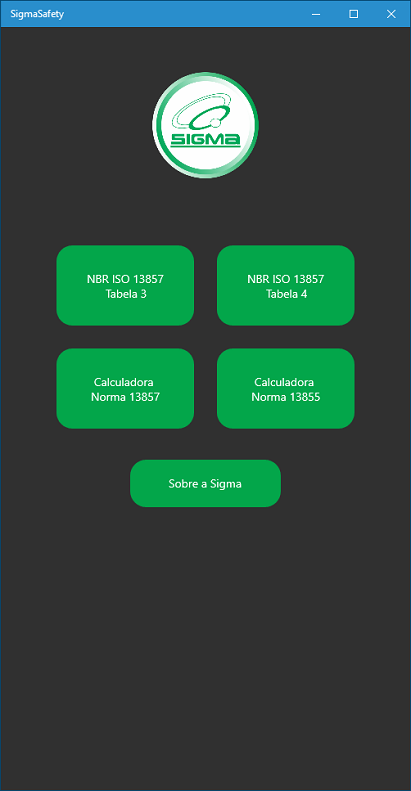 SigmaSafety
SIGMA
NBR ISO 13857
Tabela 3
NBR ISO 13857
Tabela 4
Calculadora
Norma 13857
Calculadora
Norma 13855
Sobre a Sigma